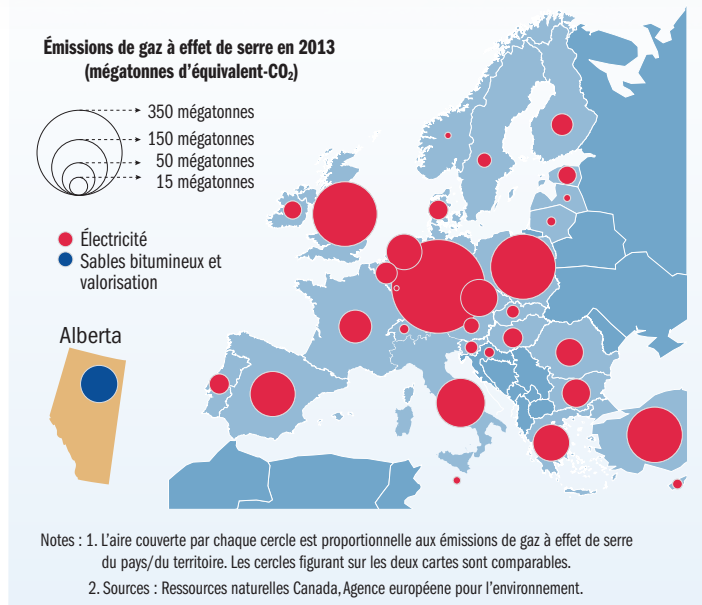 Émissions de gaz à effet de serre en 2013
(mégatonnes d'équivalent-CO₂)
350 mégatonnes
150 mégatonnes
50 mégatonnes
15 mégatonnes
Électricité
Sables bitumineux et
valorisation
Alberta
Notes : 1. L'aire couverte par chaque cercle est proportionnelle aux émissions de gaz à effet de serre
du pays/du territoire. Les cercles figurant sur les deux cartes sont comparables.
2. Sources : Ressources naturelles Canada, Agence européene pour l'environnement.